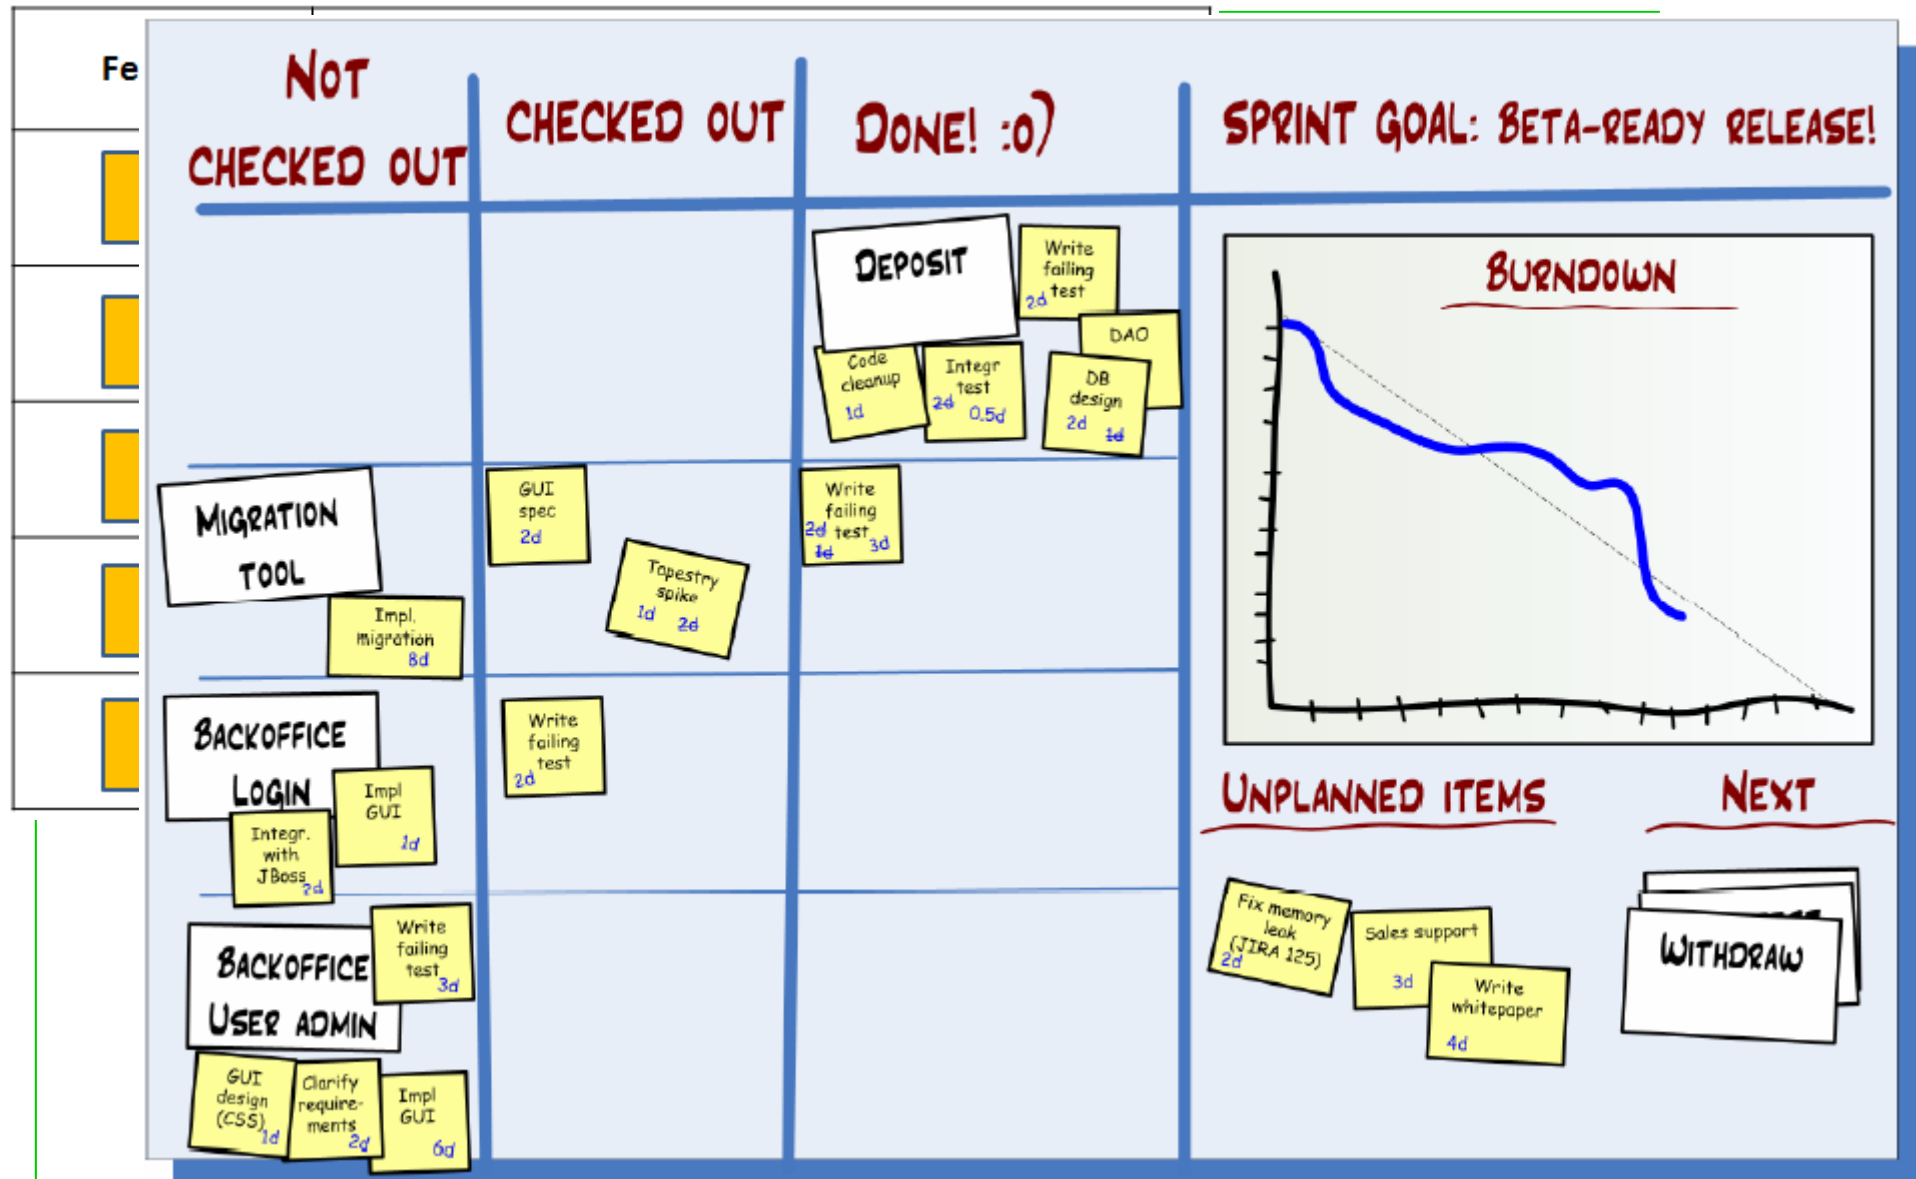 Fe
NOT
CHECKED OUT
CHECKED OUT
DONE! :o)
SPRINT GOAL: BETA-READY RELEASE!
DEPOSIT
Write
failing
test
2d
DAO
Code
cleanup
1d
Integr
test
2d
0.5d
DB
design
2d
1d
MIGRATION
TOOL
Impl.
migration
8d
GUI
spec
2d
Tapestry
spike
1d
2d
Write
failing
test
2d
1d
3d
BACKOFFICE
LOGIN
Integr.
with
JBoss
2d
Impl
GUI
1d
Write
failing
test
2d
BACKOFFICE
USER ADMIN
Write
failing
test
3d
GUI
design
(CSS)
1d
Clarify
require-
ments
2d
Impl
GUI
6d
BURNDOWN
UNPLANNED ITEMS
NEXT
Fix memory
leak
(JIRA 125)
2d
Sales support
3d
Write
whitepaper
4d
WITHDRAW